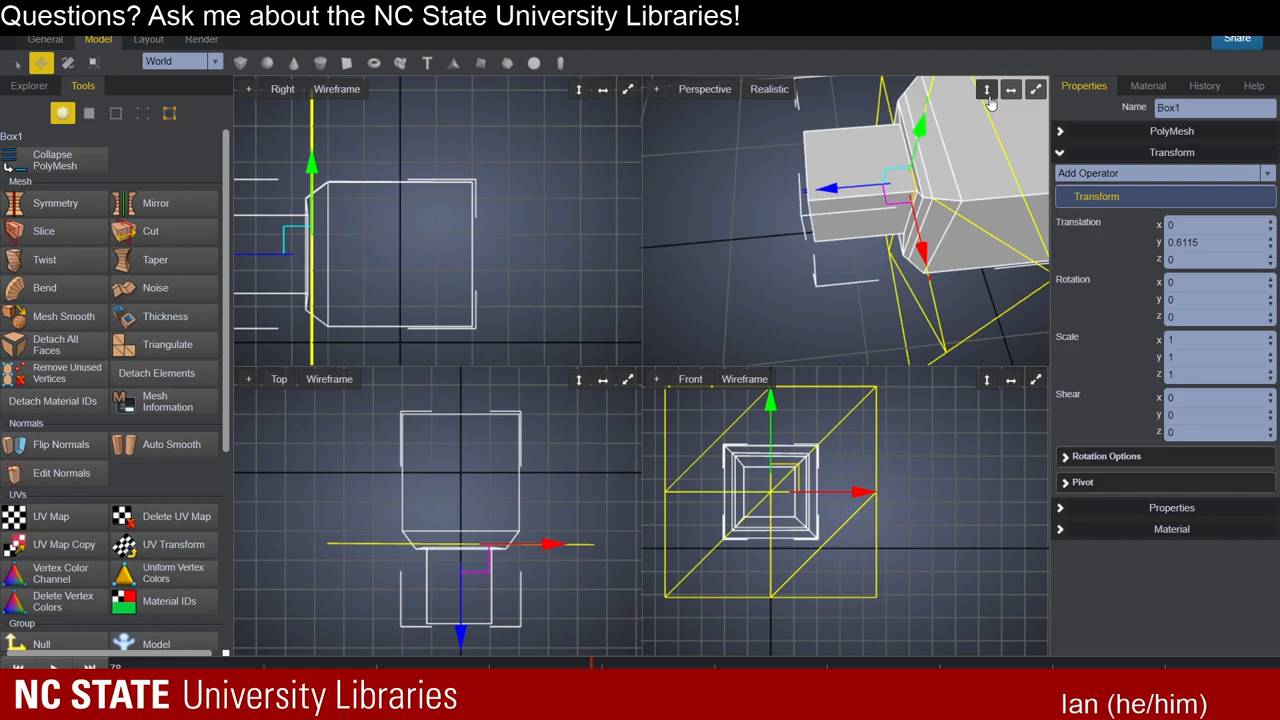 Questions? Ask me about the NC State University Libraries!
General Model Layout Render Share
World
Explorer Tools
Box1
Collapse
PolyMesh
Mesh
Symmetry Mirror
Slice Cut
Twist Taper
Bend Noise
Mesh Smooth Thickness
Detach All
Faces
Triangulate
Remove Unused
Vertices
Detach Elements
Detach Material IDs
Mesh
Information
Normals
Flip Normals Auto Smooth
Edit Normals
UVs
UV Map Delete UV Map
UV Map Copy UV Transform
Vertex Color
Channel
Uniform Vertex
Colors
Delete Vertex
Colors
Material IDs
Group
Null Model
+ Right Wireframe
+ Perspective Realistic
+ Top Wireframe
+ Front Wireframe
Properties Material History Help
Name Box1
PolyMesh
Transform
Add Operator
Transform
Translation x 0
y 0.6115
z 0
Rotation x 0
y 0
z 0
Scale x 1
y 1
z 1
Shear x 0
y 0
z 0
Rotation Options
Pivot
Properties
Material
78
NC STATE University Libraries
Ian (he/him)